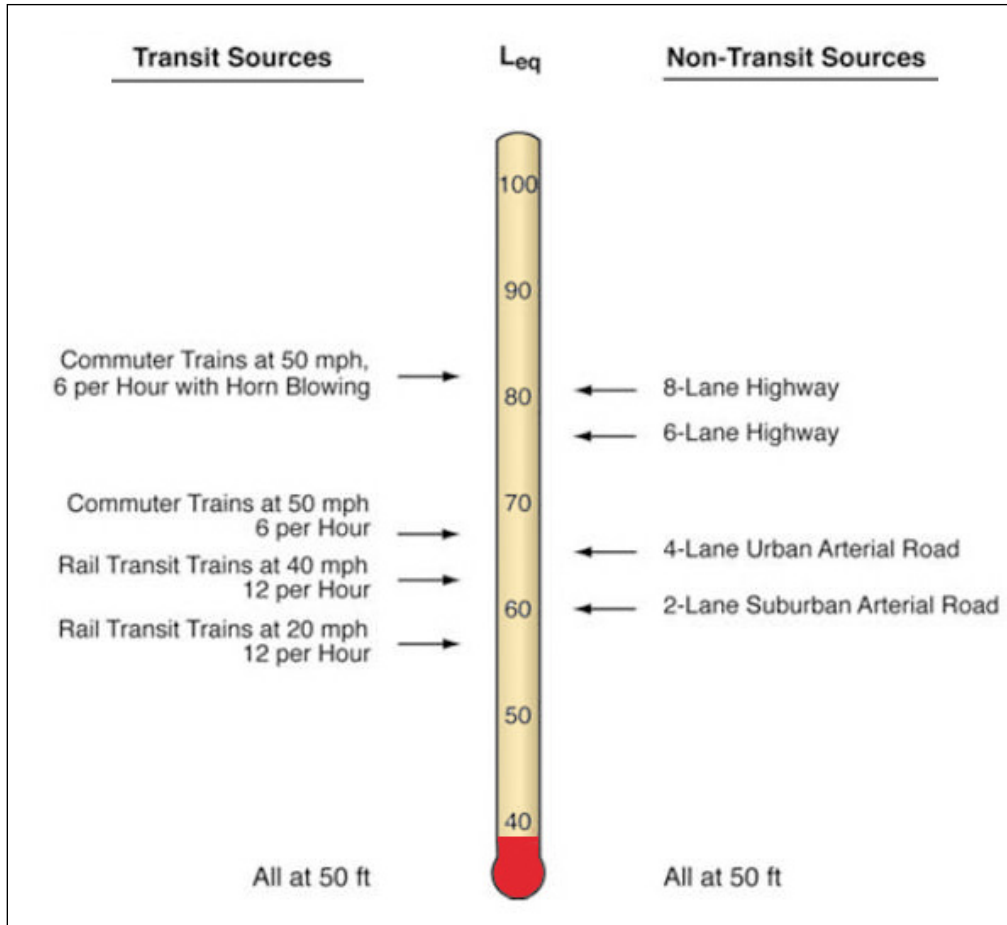 Transit Sources
Leq
Non-Transit Sources
100
90
Commuter Trains at 50 mph,
6 per Hour with Horn Blowing
80
8-Lane Highway
6-Lane Highway
70
Commuter Trains at 50 mph
6 per Hour
4-Lane Urban Arterial Road
Rail Transit Trains at 40 mph
12 per Hour
60
2-Lane Suburban Arterial Road
Rail Transit Trains at 20 mph
12 per Hour
50
40
All at 50 ft
All at 50 ft